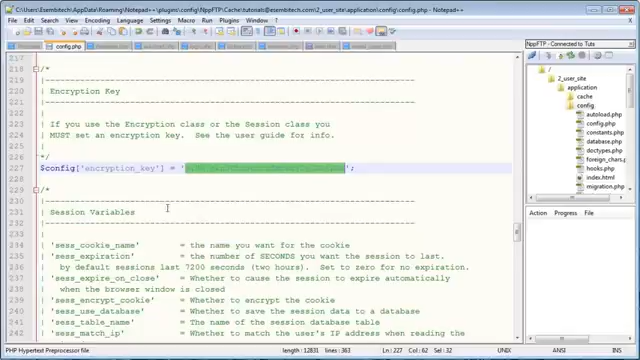 C:\Users\Esembitech\AppData\Roaming\Notepad++\plugins\config\NppFTP\Cache\tutorials@esembitech.com\2_user_site\application\config\config.php - Notepad++
File Edit Search View Encoding Language Settings Macro Run Plugins Window ?
config.php
NppFTP - Connected to Tuts
217
218 /*
219 |
220 | Encryption Key
221 |
222 |
223 | If you use the Encryption class or the Session class you
224 | MUST set an encryption key. See the user guide for info.
225 |
226 */
227 $config['encryption_key'] = '
';
228
229 /*
230 |
231 | Session Variables
232 |
233 |
234 | 'sess_cookie_name' = the name you want for the cookie
235 | 'sess_expiration' = the number of SECONDS you want the session to last.
236 | by default sessions last 7200 seconds (two hours). Set to zero for no expiration.
237 | 'sess_expire_on_close' = Whether to cause the session to expire automatically
238 | when the browser window is closed
239 | 'sess_encrypt_cookie' = Whether to encrypt the cookie
240 | 'sess_use_database' = Whether to save the session data to a database
241 | 'sess_table_name' = The name of the session database table
242 | 'sess_match_ip' = Whether to match the user's IP address when reading the
/
2_user_site
application
cache
config
autoload.php
config.php
constants.php
database.php
doctypes.php
foreign_chars.p
hooks.php
index.html
migration.php
Action Progress
PHP Hypertext Preprocessor file
length : 12831 lines : 363
Ln : 227 Col : 62 Sel : 32
ANSI
INS